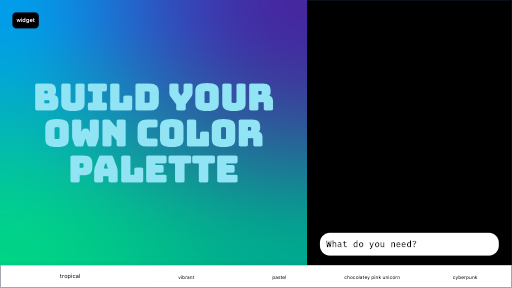 widget
BUILD YOUR
OWN COLOR
PALETTE
What do you need?
tropical
vibrant
pastel
chocolatey pink unicorn
cyberpunk